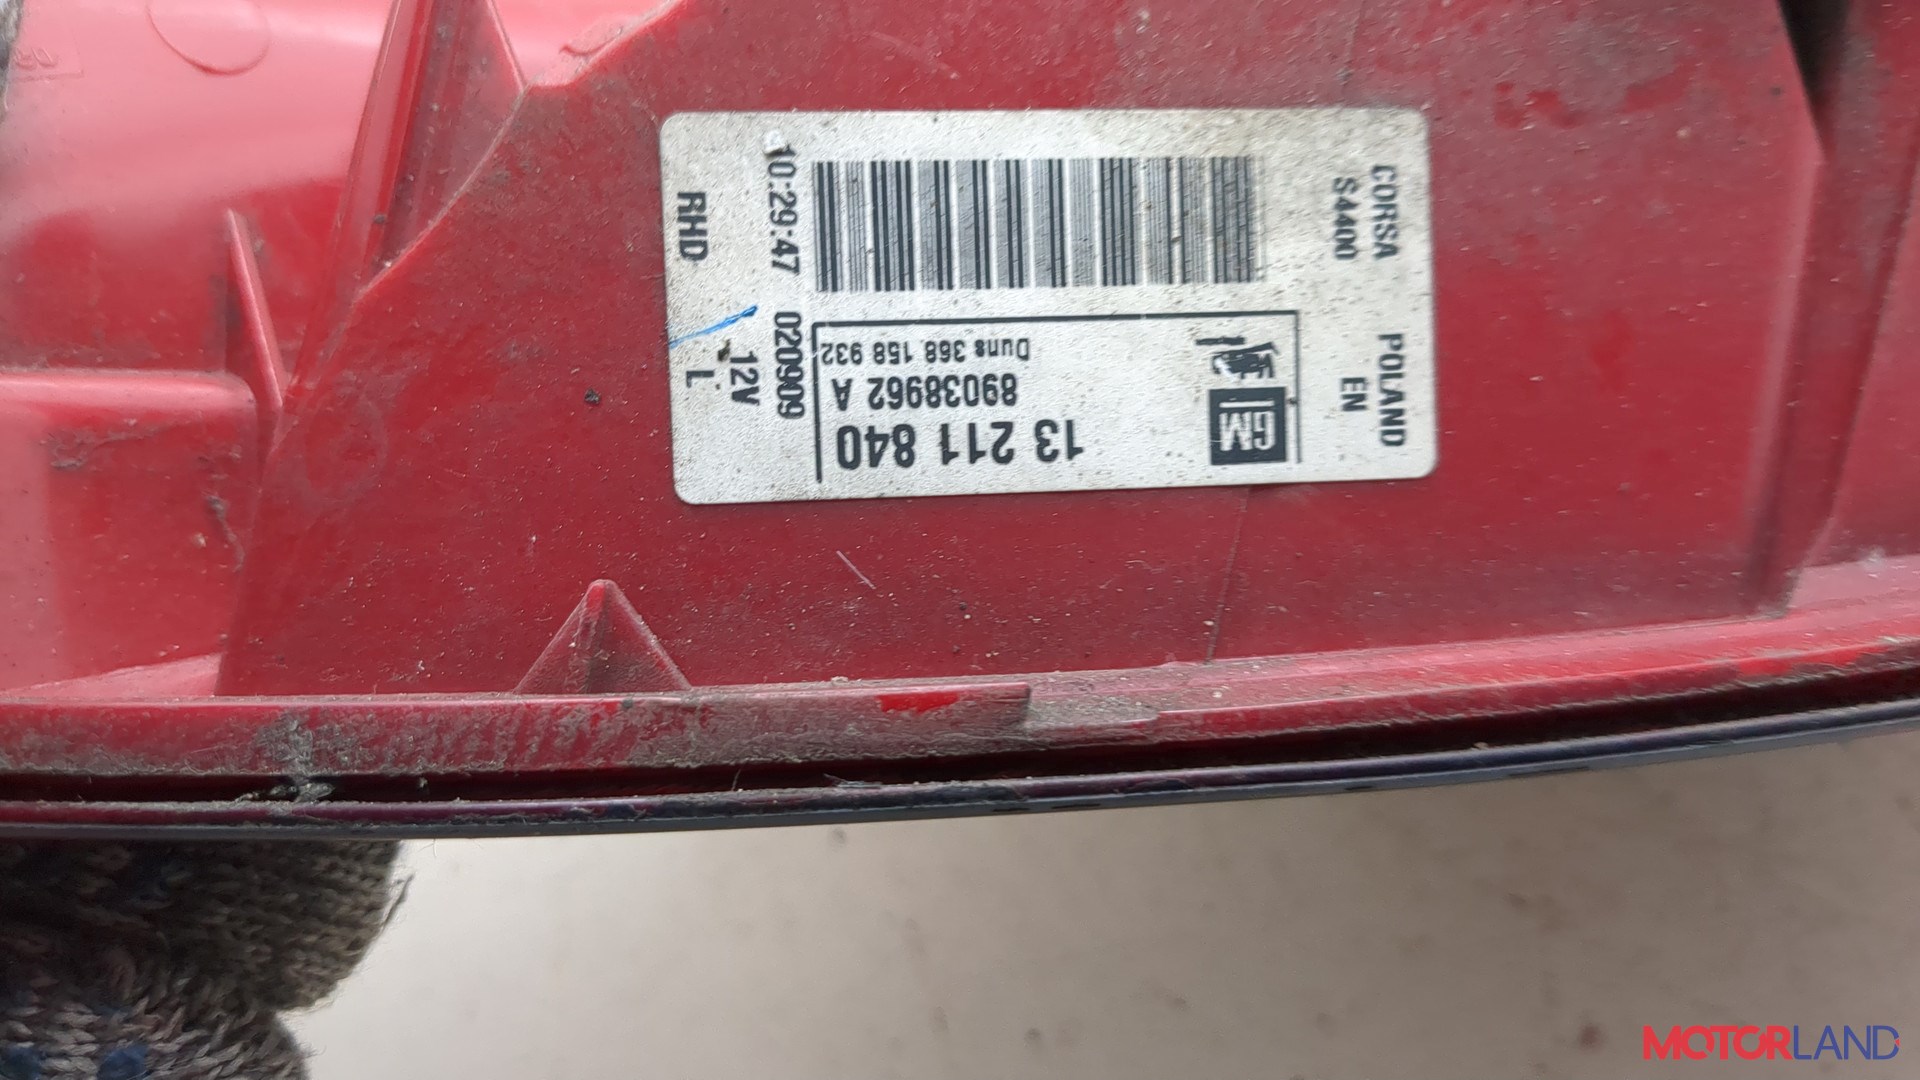 CORSA POLAND
S4400 EN
GM
13 211 840
89038962 A
Duns 368 158 932
10:29:47 020909
12V
RHD L
MOTORLAND